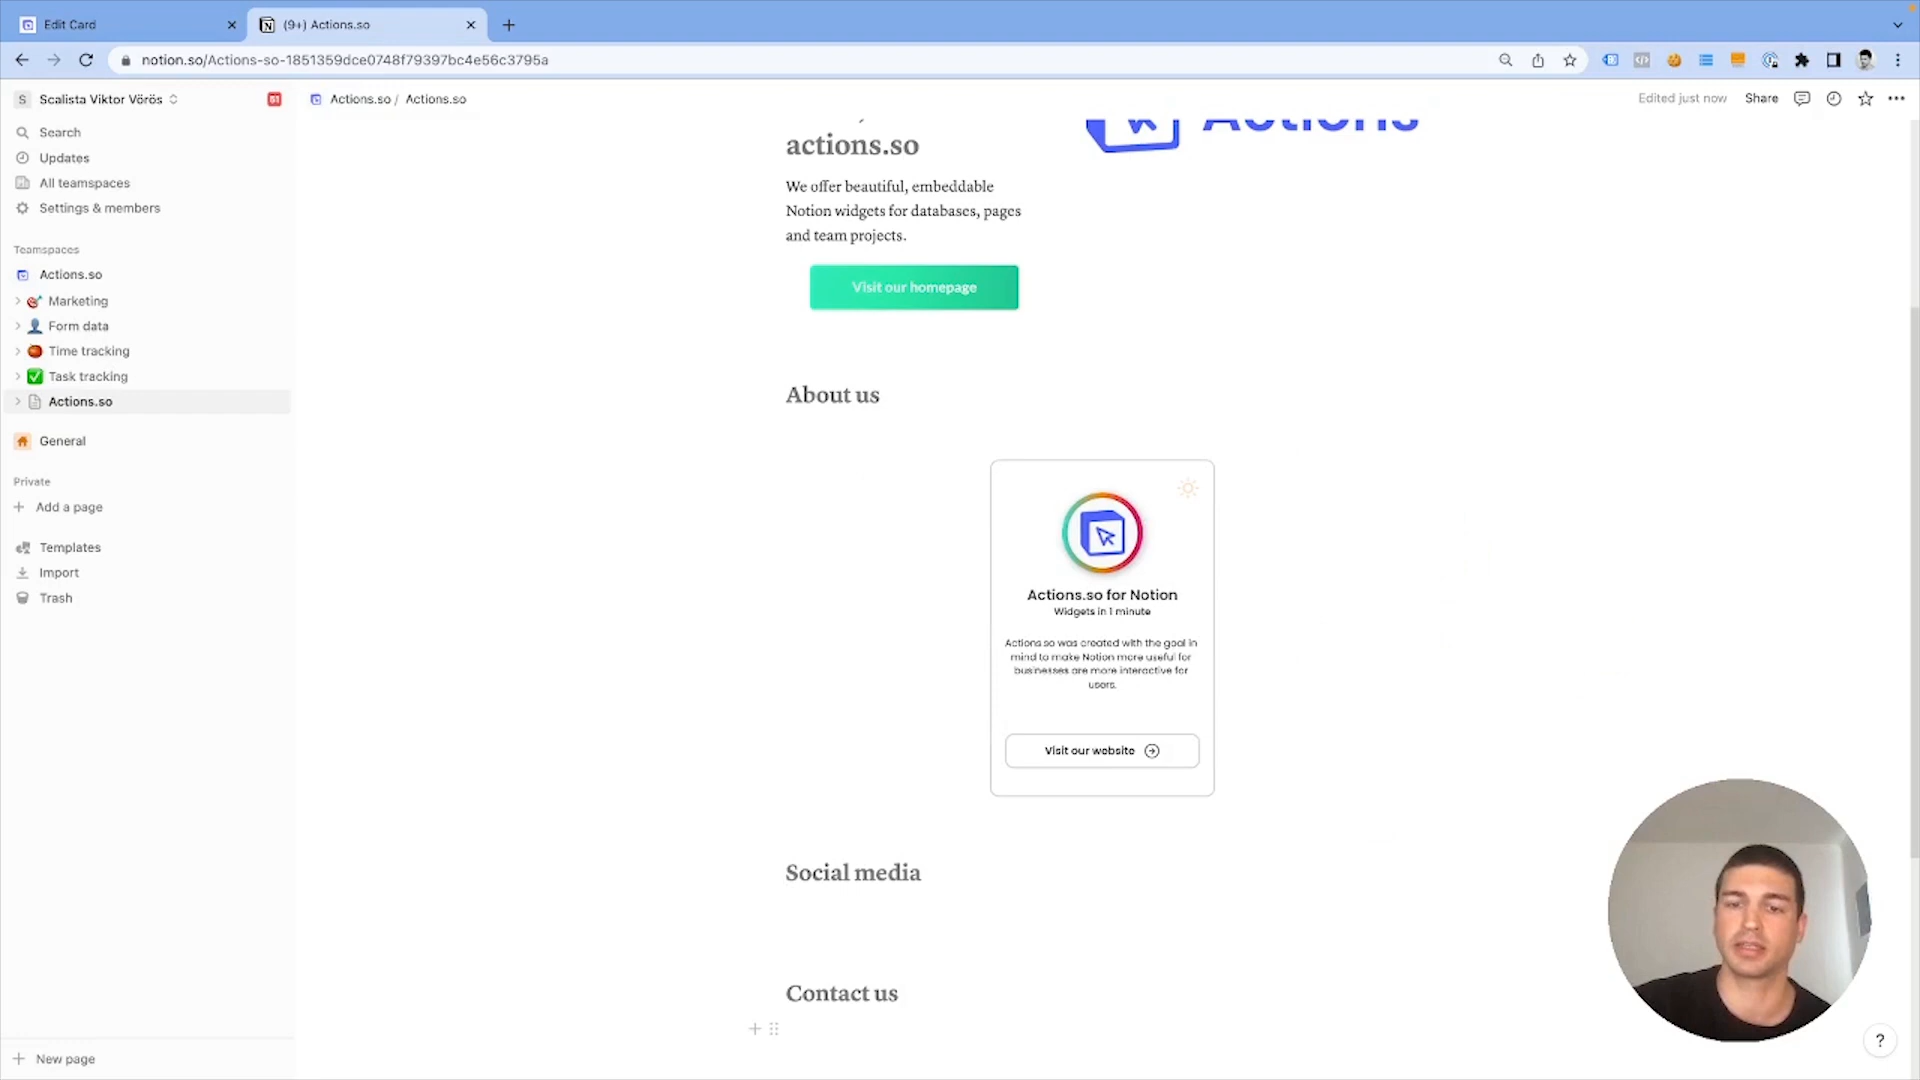 Edit Card
(9+) Actions.so
notion.so/Actions-so-1851359dce0748f79397bc4e56c3795a
S Scalista Viktor Vörös
Actions.so / Actions.so
Edited just now
Share
Search
Updates
All teamspaces
Settings & members
Teamspaces
Actions.so
Marketing
Form data
Time tracking
Task tracking
Actions.so
General
Private
Add a page
Templates
Import
Trash
New page
Actions
actions.so
We offer beautiful, embeddable
Notion widgets for databases, pages
and team projects.
Visit our homepage
About us
Actions.so for Notion
Widgets in 1 minute
Actions.so was created with the goal in
mind to make Notion more useful for
businesses are more interactive for
users.
Visit our website
Social media
Contact us
?